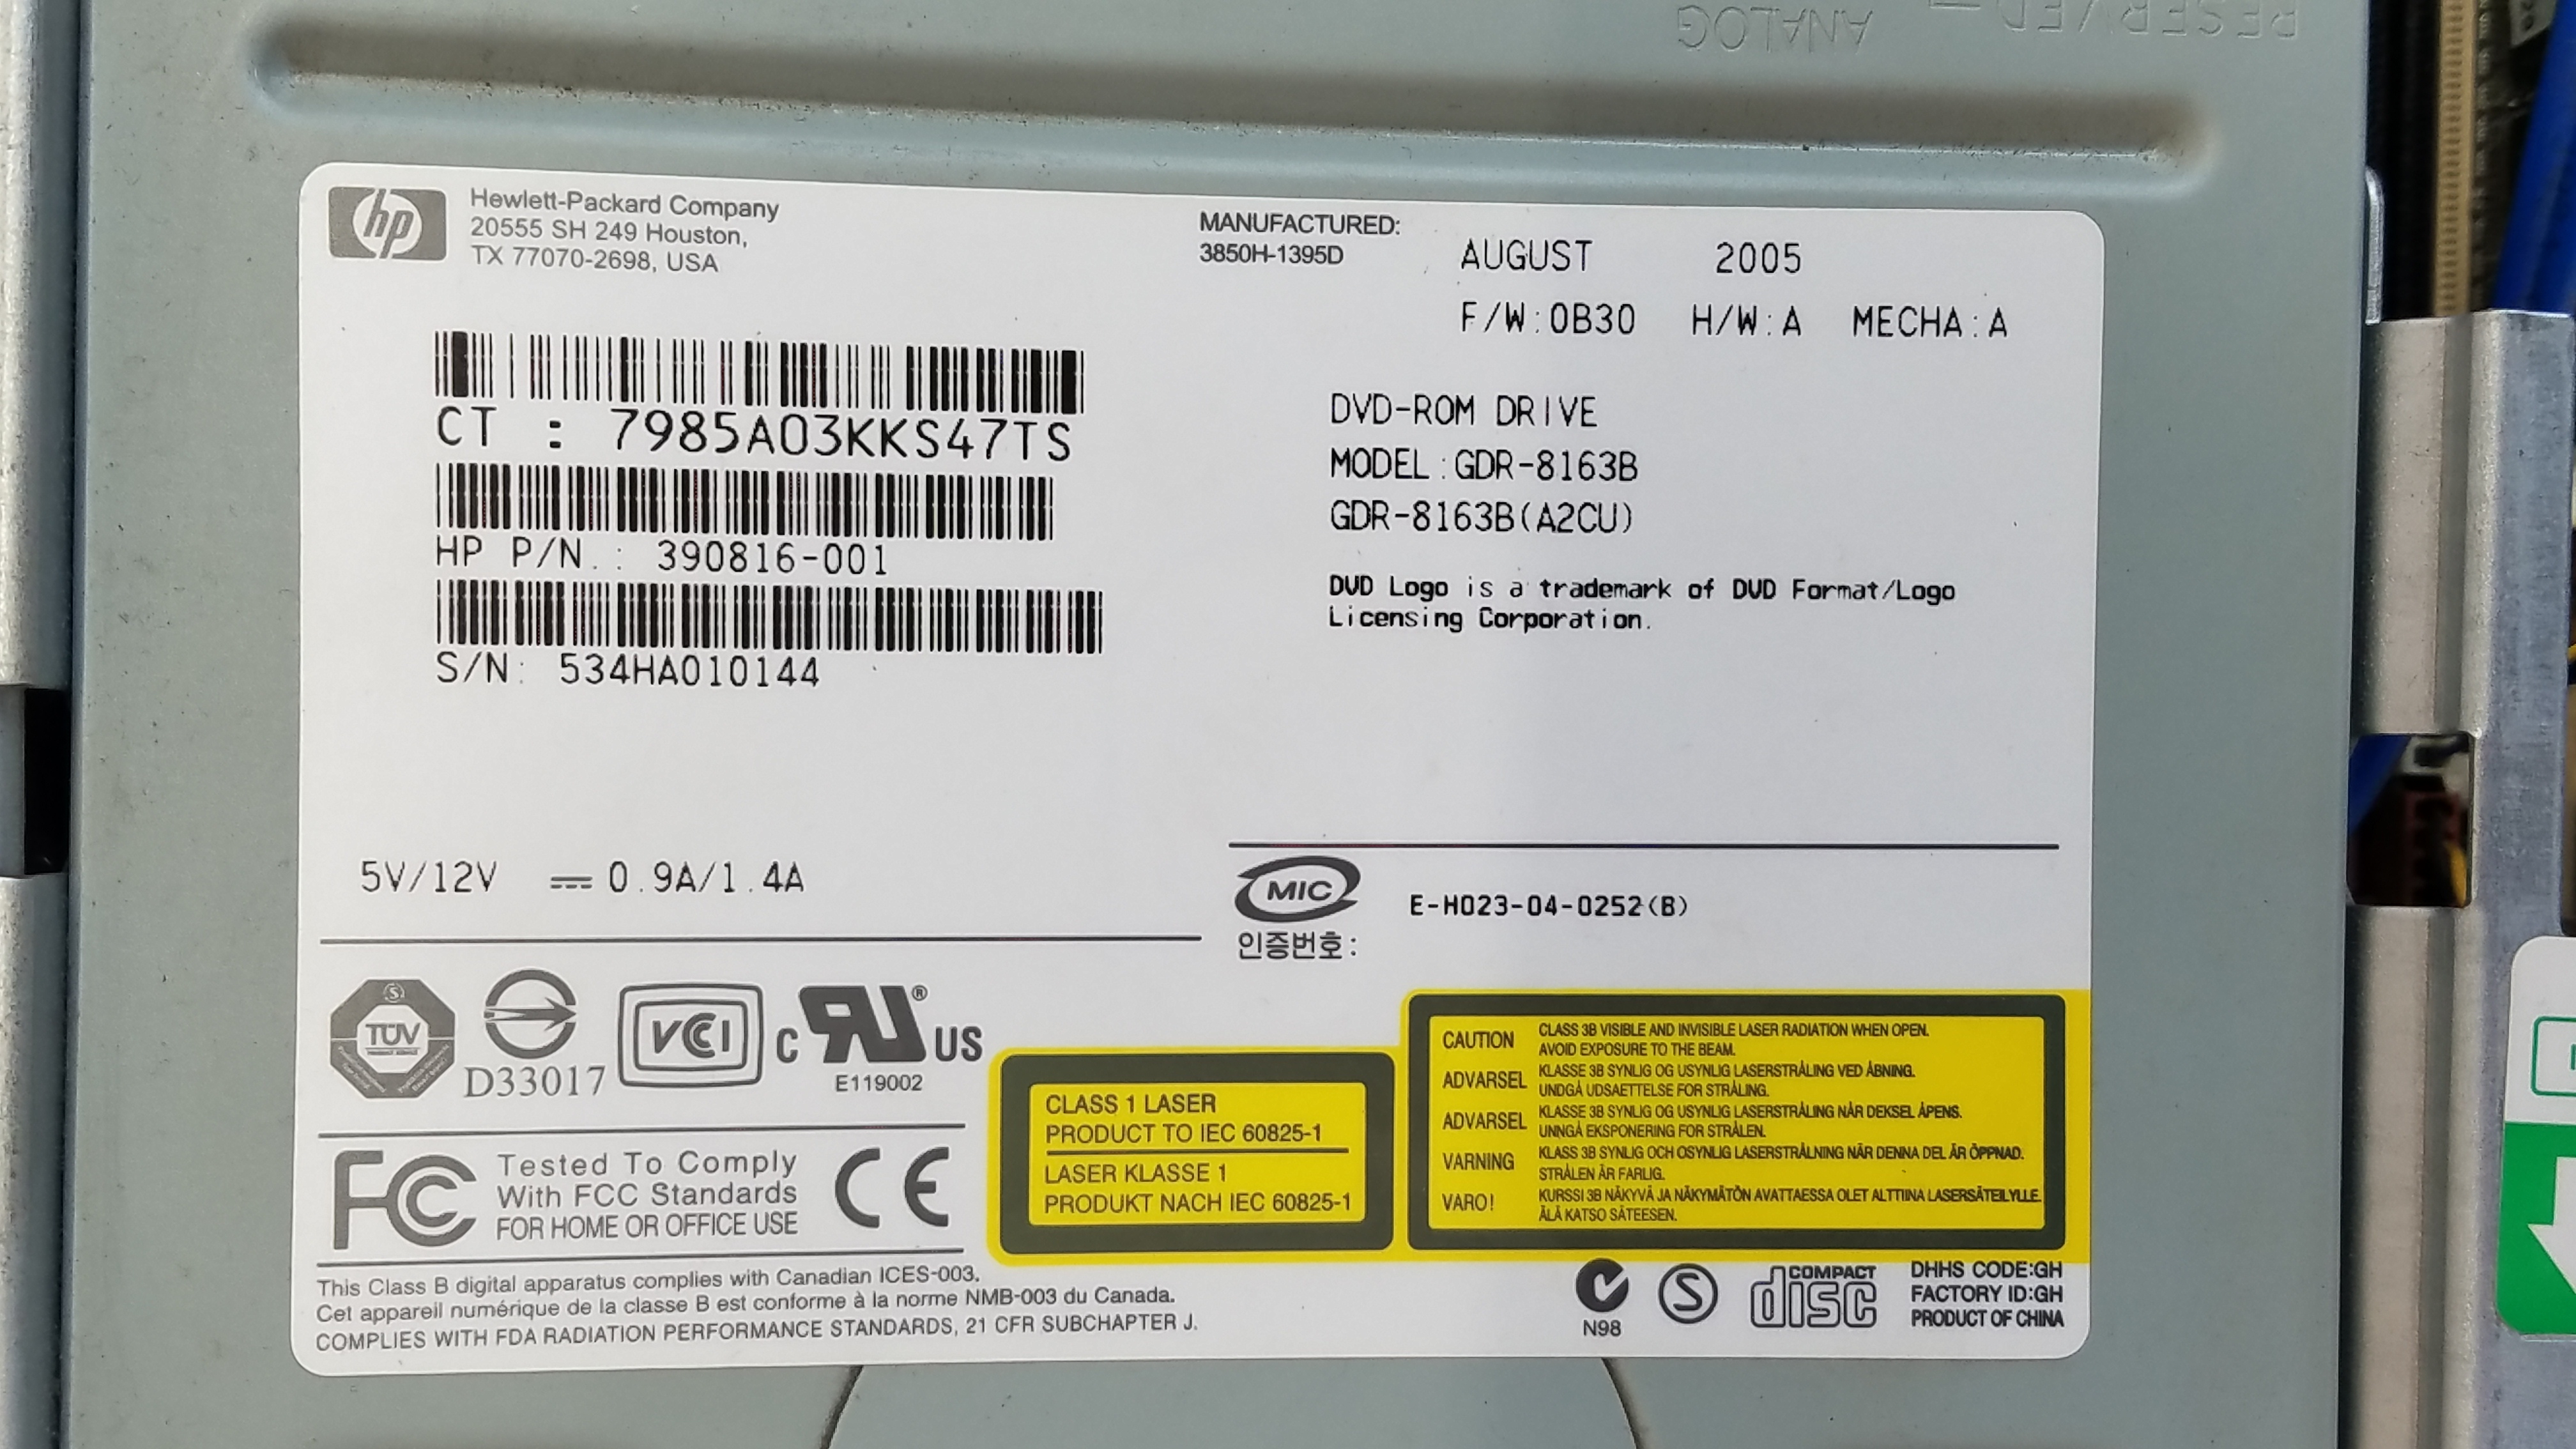 RESERVED
ANALOG
hp
Hewlett-Packard Company
20555 SH 249 Houston,
TX 77070-2698, USA
MANUFACTURED:
3850H-1395D
AUGUST 2005
F/W:0B30 H/W:A MECHA:A
CT : 7985A03KKS47TS
HP P/N.: 390816-001
S/N: 534HA010144
DVD-ROM DRIVE
MODEL:GDR-8163B
GDR-8163B(A2CU)
DVD Logo is a trademark of DVD Format/Logo
Licensing Corporation.
5V/12V ⎓ 0.9A/1.4A
MIC
인증번호:
E-H023-04-0252(B)
S
TÜV
D33017
VCI
C RU ® US
E119002
FC
Tested To Comply
With FCC Standards
FOR HOME OR OFFICE USE
CE
CLASS 1 LASER
PRODUCT TO IEC 60825-1
LASER KLASSE 1
PRODUKT NACH IEC 60825-1
CAUTION CLASS 3B VISIBLE AND INVISIBLE LASER RADIATION WHEN OPEN.
AVOID EXPOSURE TO THE BEAM.
ADVARSEL KLASSE 3B SYNLIG OG USYNLIG LASERSTRÅLING VED ÅBNING.
UNDGÅ UDSAETTELSE FOR STRÅLING.
ADVARSEL KLASSE 3B SYNLIG OG USYNLIG LASERSTRÅLING NÅR DEKSEL ÅPENS.
UNNGÅ EKSPONERING FOR STRÅLEN.
VARNING KLASS 3B SYNLIG OCH OSYNLIG LASERSTRÅLNING NÄR DENNA DEL ÄR ÖPPNAD.
STRÅLEN ÄR FARLIG.
VARO! KURSSI 3B NÄKYVÄ JA NÄKYMÄTÖN AVATTAESSA OLET ALTTIINA LASERSÄTEILYLLE.
ÄLÄ KATSO SÄTEESEN.
This Class B digital apparatus complies with Canadian ICES-003.
Cet appareil numérique de la classe B est conforme à la norme NMB-003 du Canada.
COMPLIES WITH FDA RADIATION PERFORMANCE STANDARDS, 21 CFR SUBCHAPTER J.
N98
S
COMPACT
disc
DHHS CODE:GH
FACTORY ID:GH
PRODUCT OF CHINA